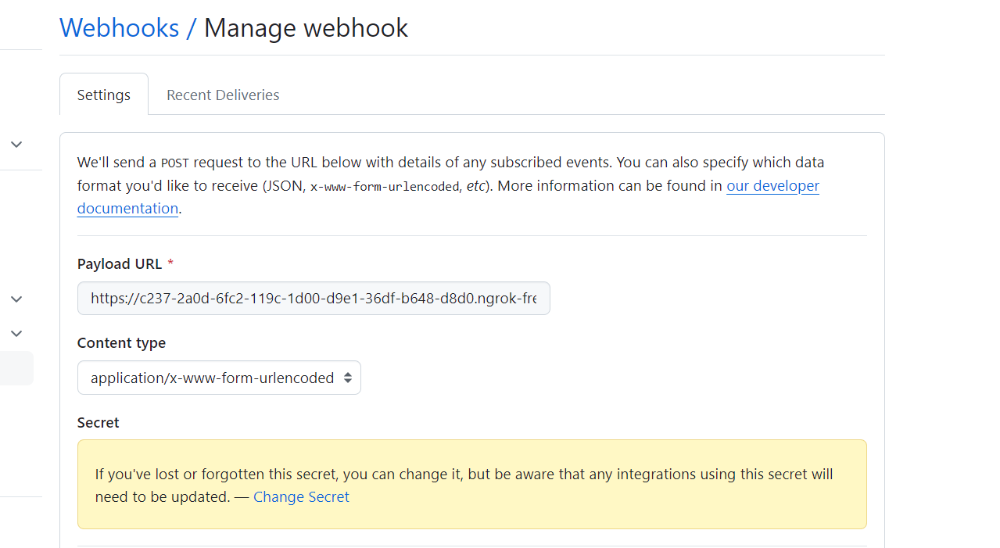 Webhooks / Manage webhook
Settings
Recent Deliveries
We'll send a POST request to the URL below with details of any subscribed events. You can also specify which data
format you'd like to receive (JSON, x-www-form-urlencoded, etc). More information can be found in our developer
documentation.
Payload URL *
https://c237-2a0d-6fc2-119c-1d00-d9e1-36df-b648-d8d0.ngrok-fre
Content type
application/x-www-form-urlencoded
Secret
If you've lost or forgotten this secret, you can change it, but be aware that any integrations using this secret will
need to be updated. — Change Secret